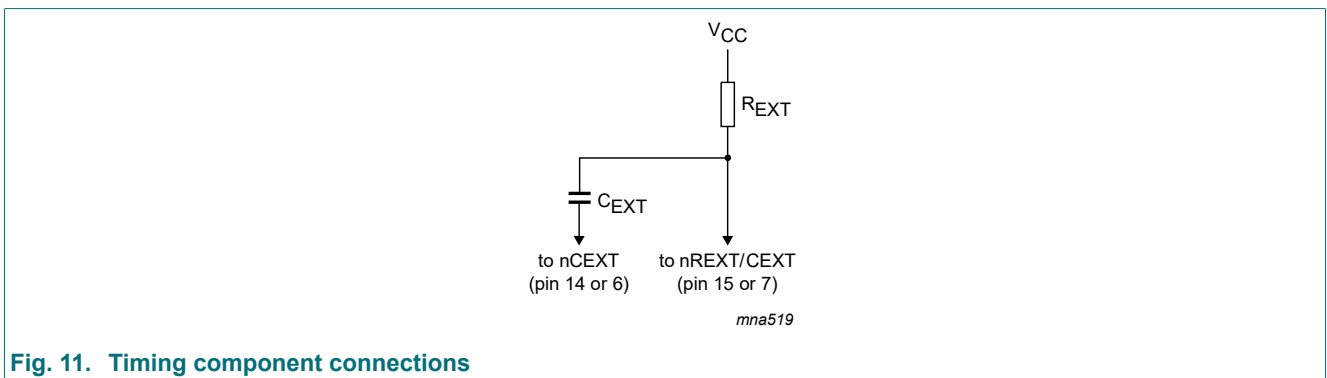 VCC
REXT
CEXT
to nCEXT
(pin 14 or 6)
to nREXT/CEXT
(pin 15 or 7)
mna519
Fig. 11. Timing component connections